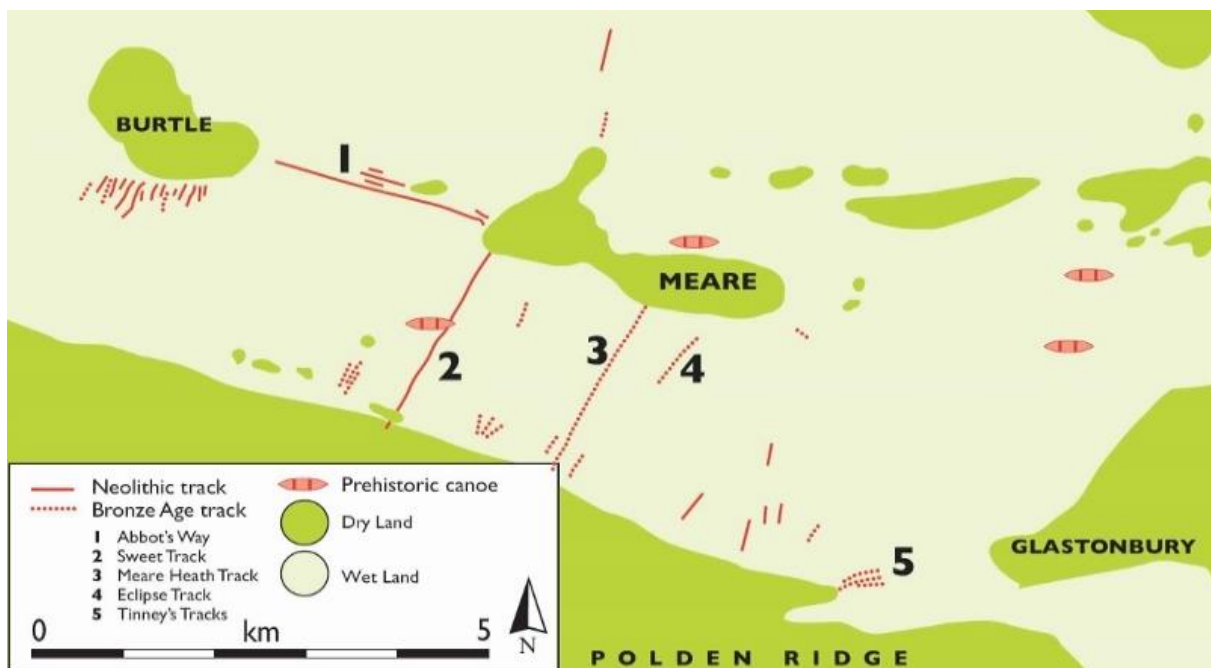 BURTLE
1
MEARE
2
3
4
5
GLASTONBURY
POLDEN RIDGE
Neolithic track
Bronze Age track
1 Abbot's Way
2 Sweet Track
3 Meare Heath Track
4 Eclipse Track
5 Tinney's Tracks
Prehistoric canoe
Dry Land
Wet Land
0 km 5
N